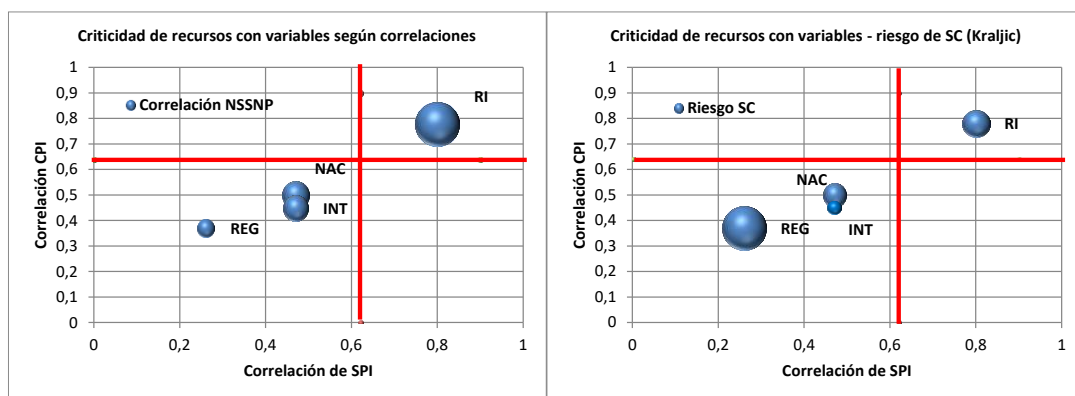 Criticidad de recursos con variables según correlaciones
Correlación CPI
1
0,9
0,8
0,7
0,6
0,5
0,4
0,3
0,2
0,1
0
Correlación NSSNP
RI
NAC
INT
REG
0 0,2 0,4 0,6 0,8 1
Correlación de SPI
Criticidad de recursos con variables - riesgo de SC (Kraljic)
Correlación CPI
1
0,9
0,8
0,7
0,6
0,5
0,4
0,3
0,2
0,1
0
Riesgo SC
RI
NAC
REG INT
0 0,2 0,4 0,6 0,8 1
Correlación de SPI